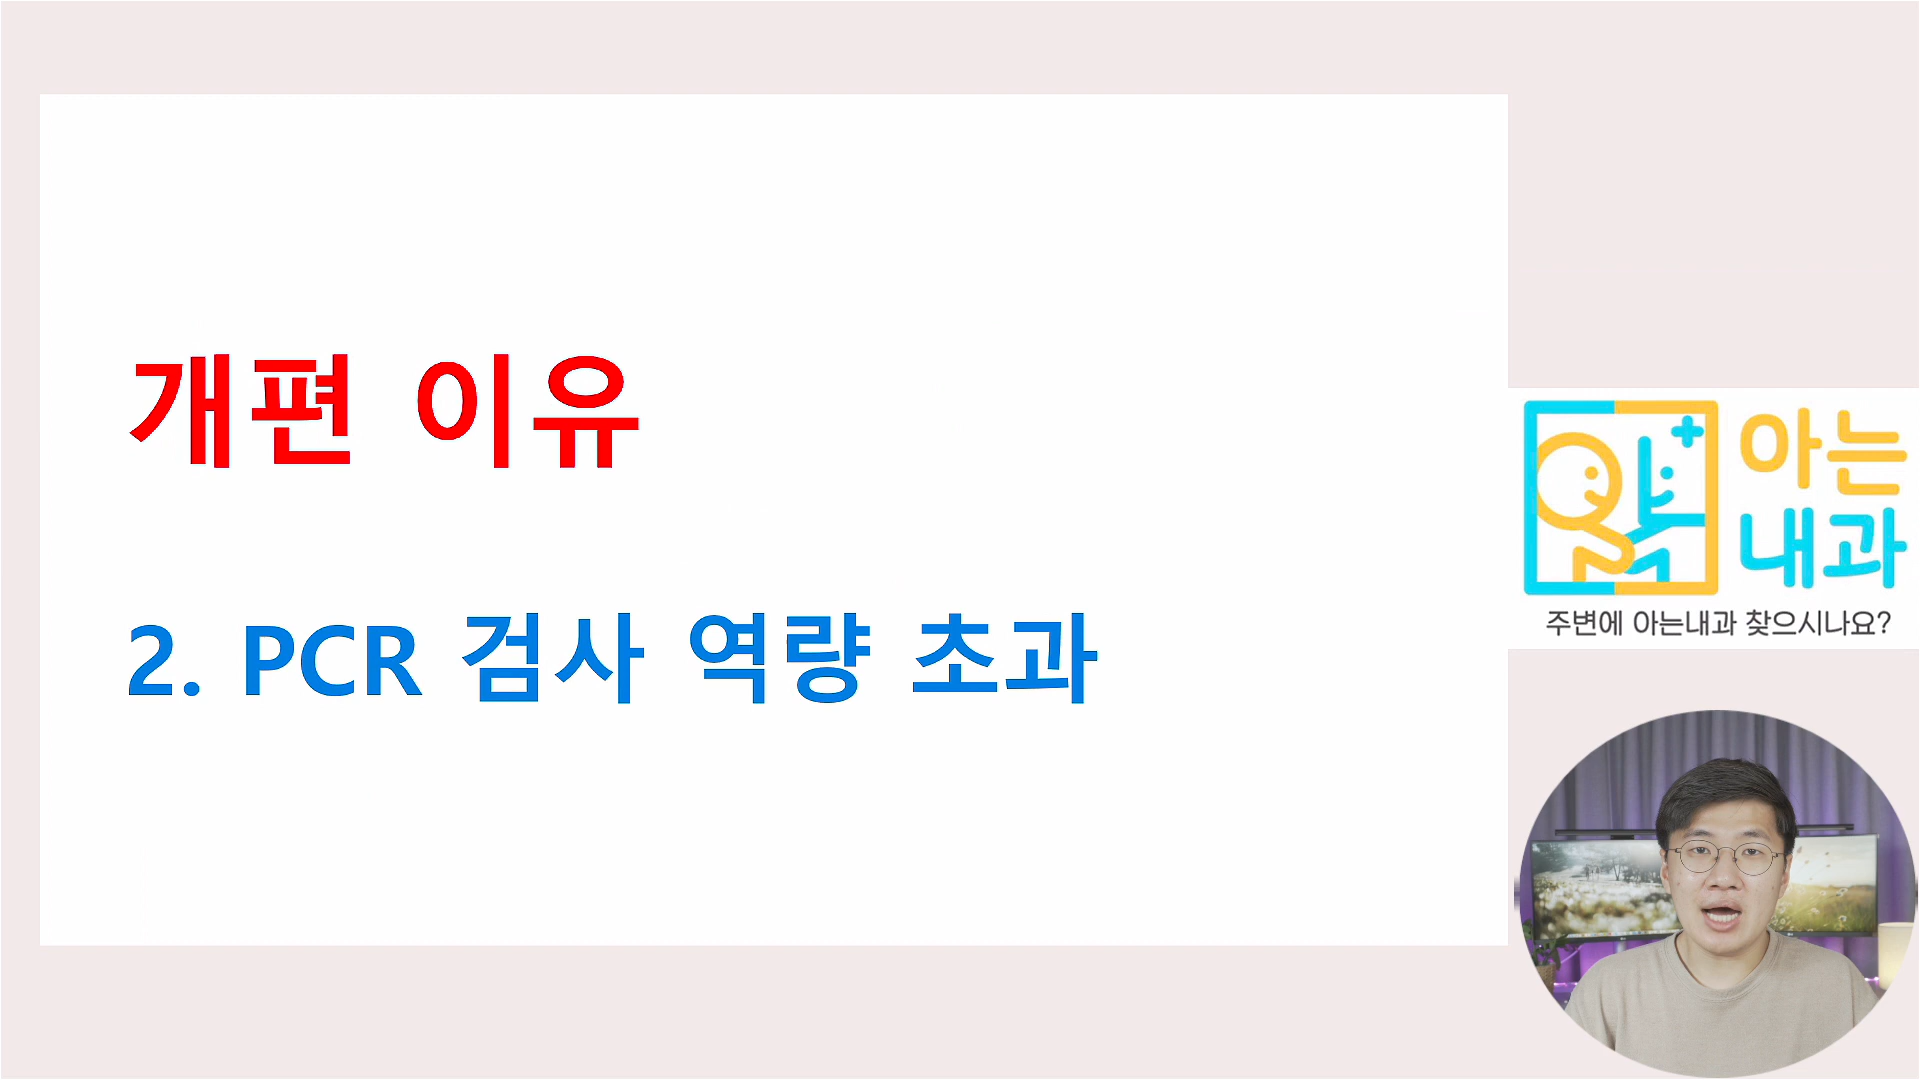 개편 이유
2. PCR 검사 역량 초과
아는
내과
주변에 아는내과 찾으시나요?